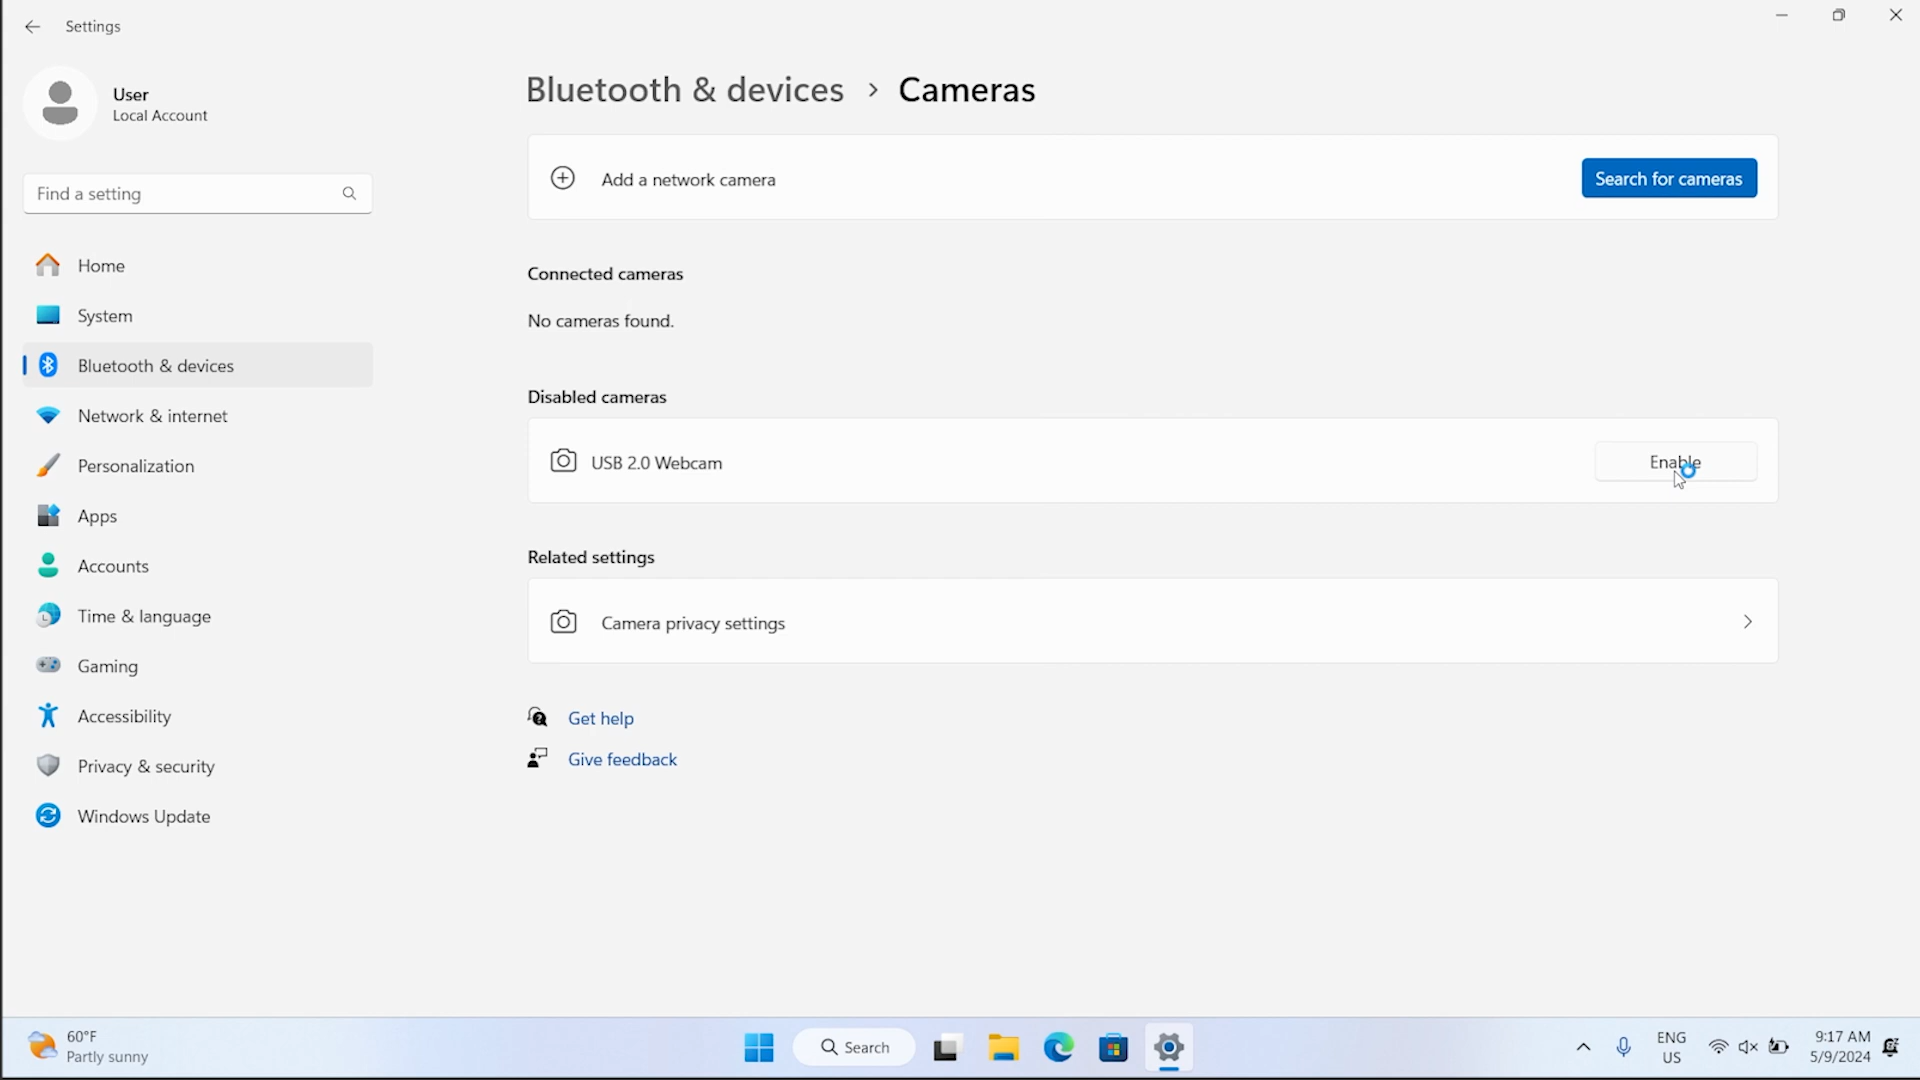 Settings
User
Local Account
Find a setting
Home
System
Bluetooth & devices
Network & internet
Personalization
Apps
Accounts
Time & language
Gaming
Accessibility
Privacy & security
Windows Update
Bluetooth & devices > Cameras
Add a network camera
Search for cameras
Connected cameras
No cameras found.
Disabled cameras
USB 2.0 Webcam
Enable
Related settings
Camera privacy settings
Get help
Give feedback
60°F
Partly sunny
Search
ENG
US
9:17 AM
5/9/2024